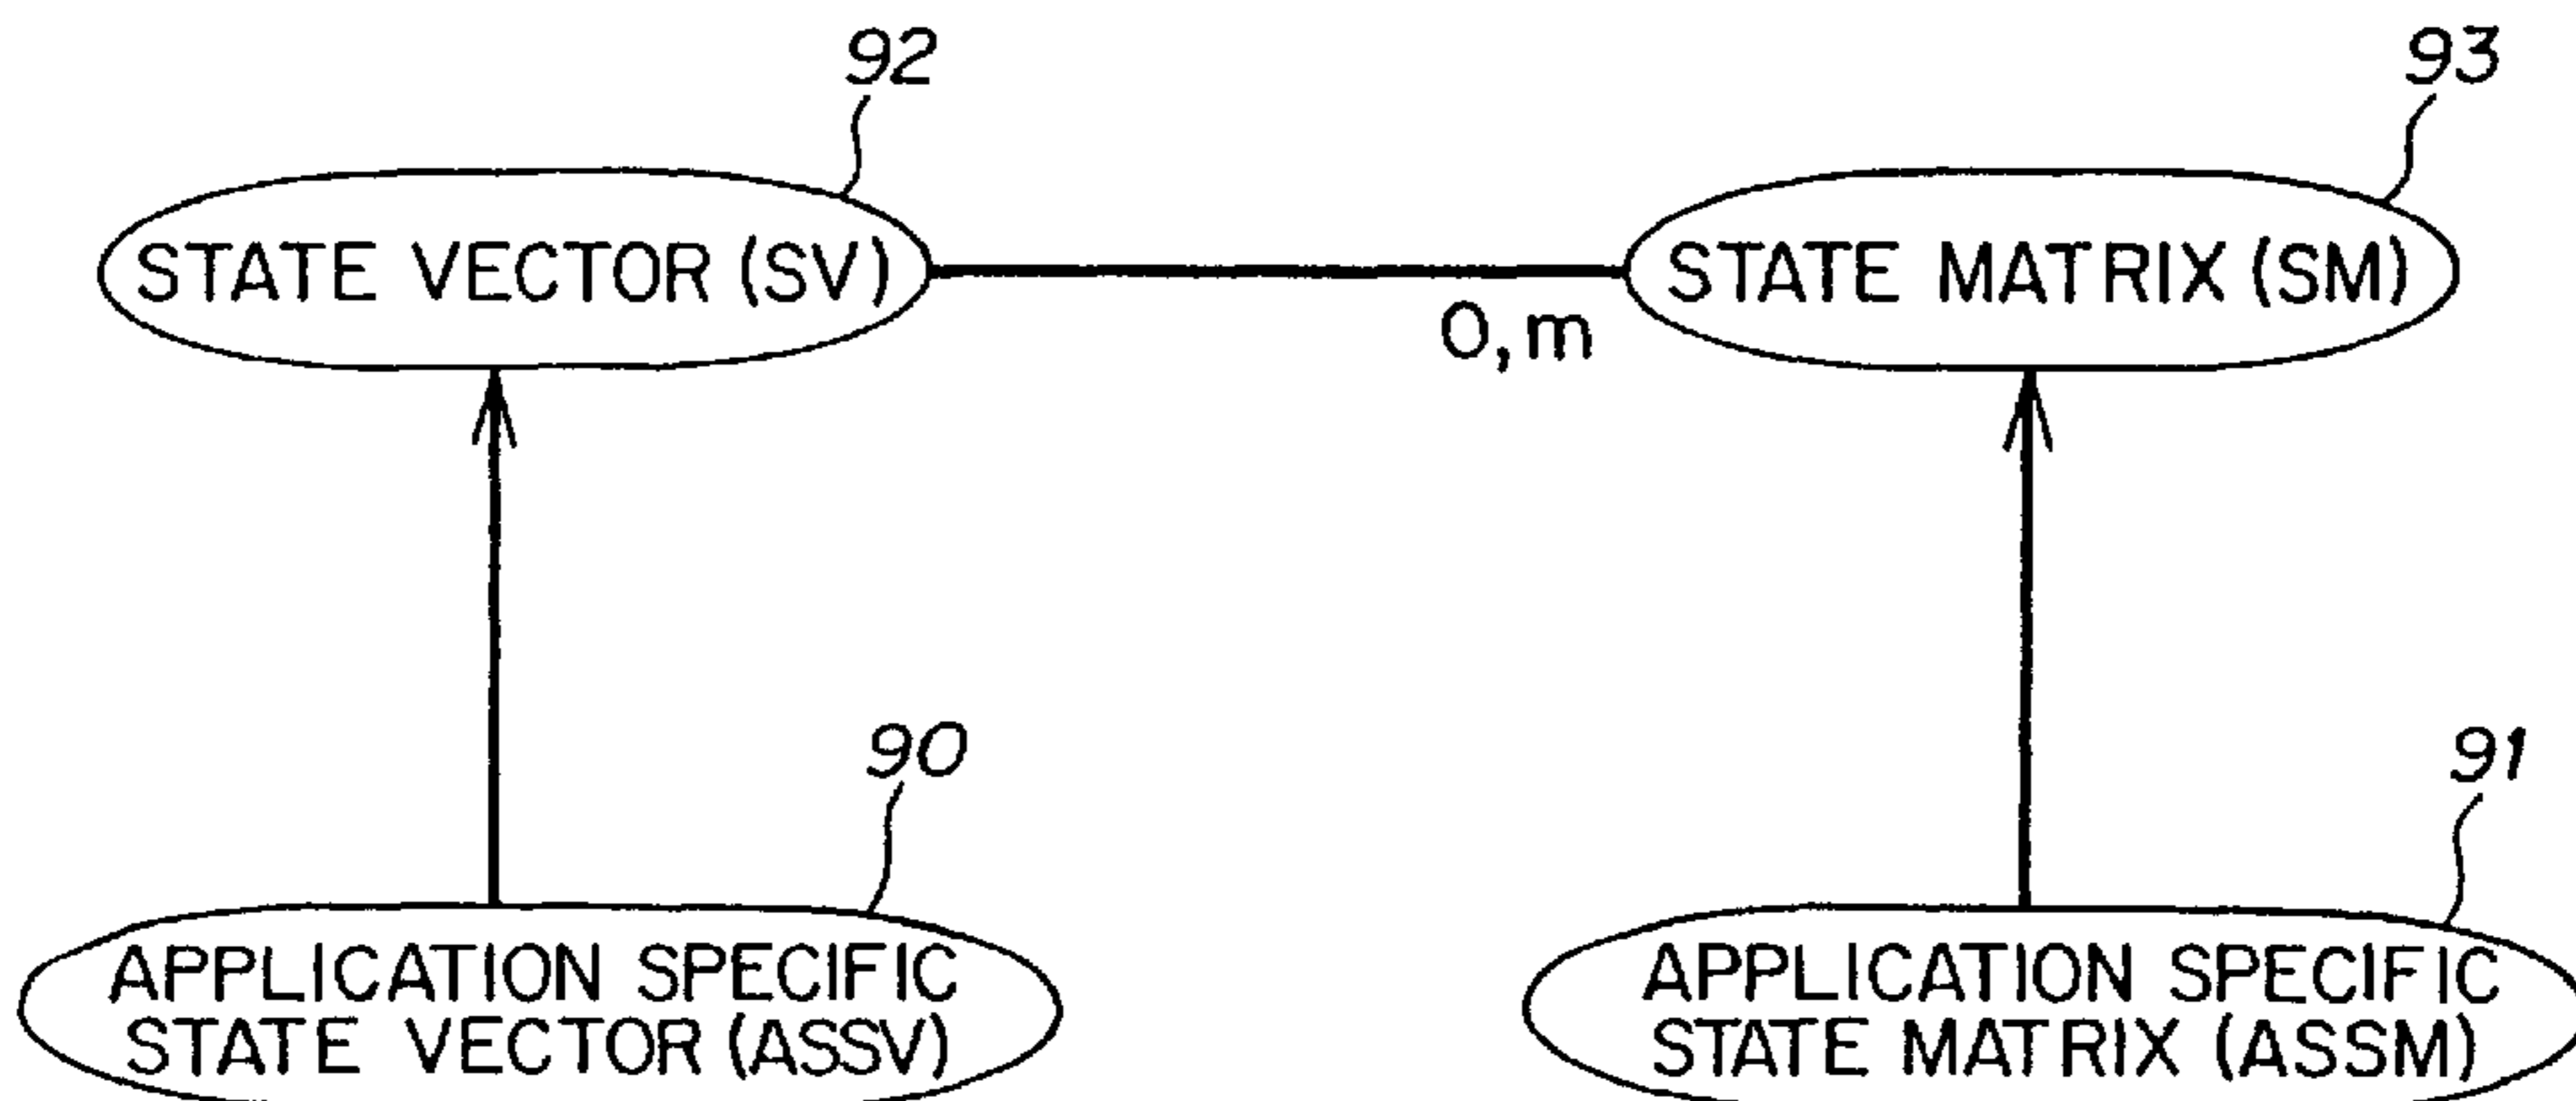 92
93
STATE VECTOR (SV)
STATE MATRIX (SM)
0,m
90
91
APPLICATION SPECIFIC
STATE VECTOR (ASSV)
APPLICATION SPECIFIC
STATE MATRIX (ASSM)